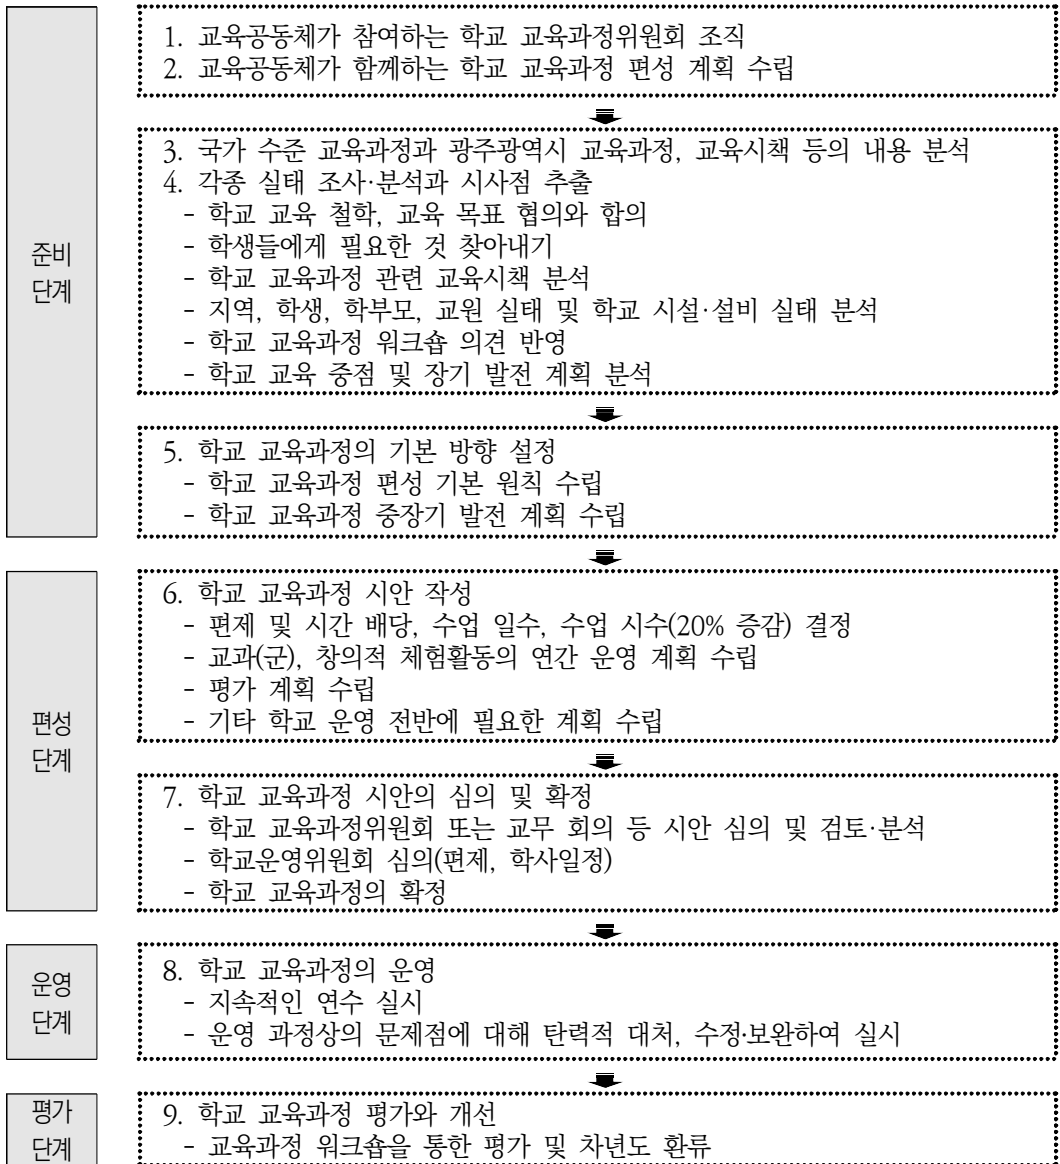 준비
단계
1. 교육공동체가 참여하는 학교 교육과정위원회 조직
2. 교육공동체가 함께하는 학교 교육과정 편성 계획 수립
3. 국가 수준 교육과정과 광주광역시 교육과정, 교육시책 등의 내용 분석
4. 각종 실태 조사·분석과 시사점 추출
- 학교 교육 철학, 교육 목표 협의와 합의
- 학생들에게 필요한 것 찾아내기
- 학교 교육과정 관련 교육시책 분석
- 지역, 학생, 학부모, 교원 실태 및 학교 시설·설비 실태 분석
- 학교 교육과정 워크숍 의견 반영
- 학교 교육 중점 및 장기 발전 계획 분석
5. 학교 교육과정의 기본 방향 설정
- 학교 교육과정 편성 기본 원칙 수립
- 학교 교육과정 중장기 발전 계획 수립
편성
단계
6. 학교 교육과정 시안 작성
- 편제 및 시간 배당, 수업 일수, 수업 시수(20% 증감) 결정
- 교과(군), 창의적 체험활동의 연간 운영 계획 수립
- 평가 계획 수립
- 기타 학교 운영 전반에 필요한 계획 수립
7. 학교 교육과정 시안의 심의 및 확정
- 학교 교육과정위원회 또는 교무 회의 등 시안 심의 및 검토·분석
- 학교운영위원회 심의(편제, 학사일정)
- 학교 교육과정의 확정
운영
단계
8. 학교 교육과정의 운영
- 지속적인 연수 실시
- 운영 과정상의 문제점에 대해 탄력적 대처, 수정·보완하여 실시
평가
단계
9. 학교 교육과정 평가와 개선
- 교육과정 워크숍을 통한 평가 및 차년도 환류